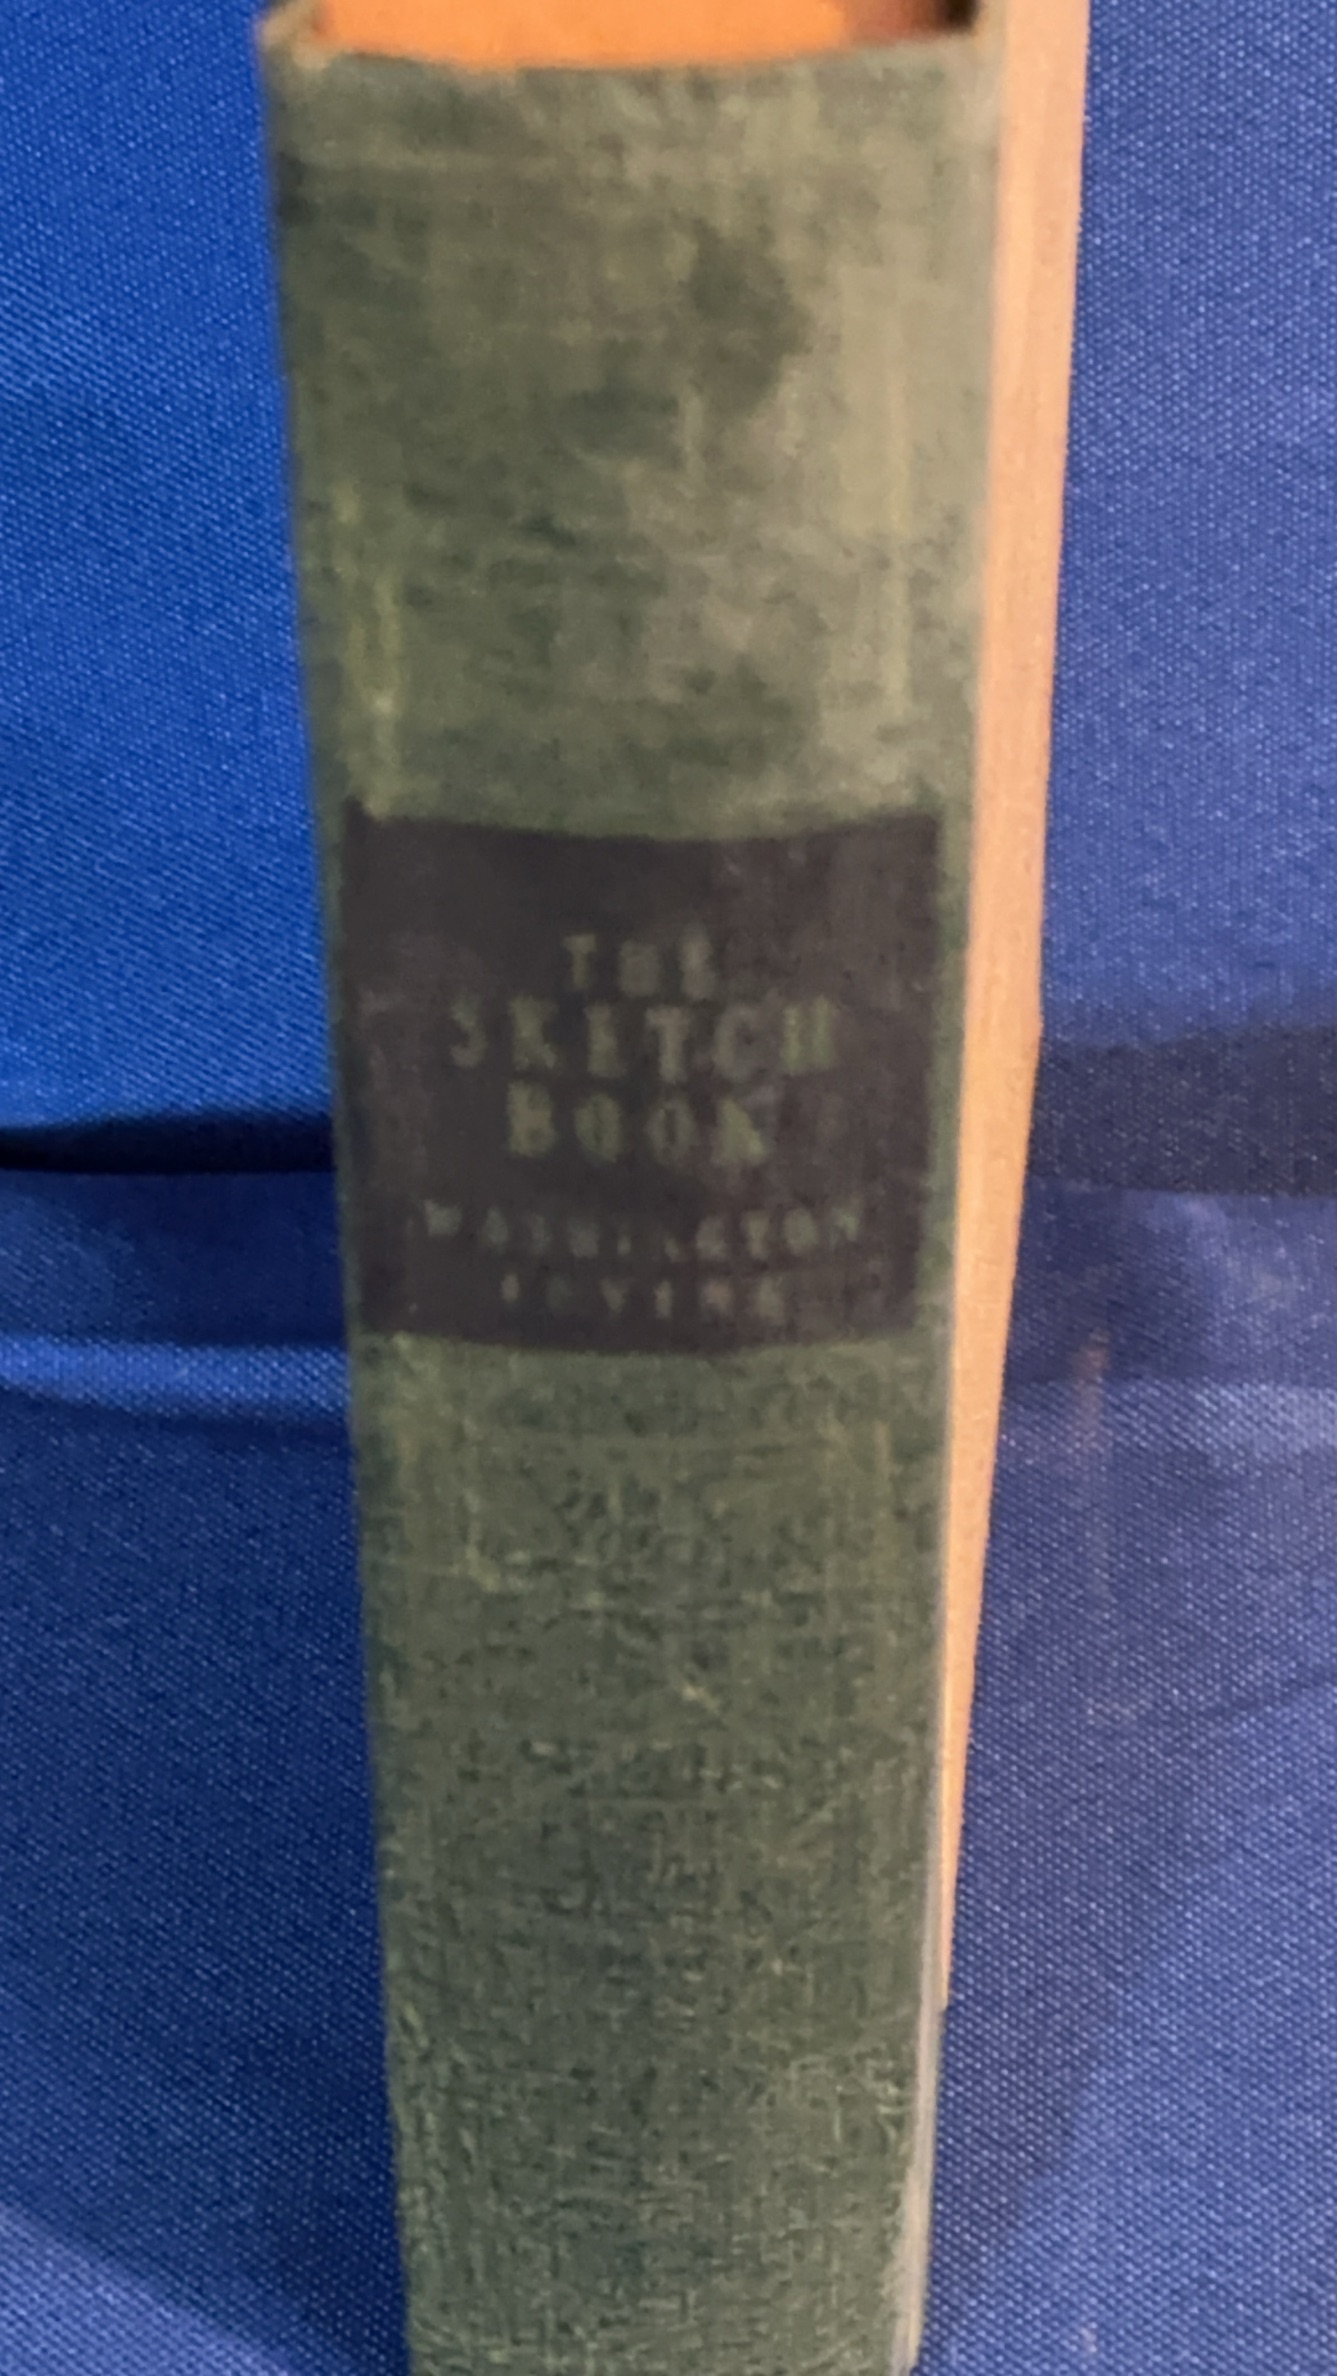 THE
SKETCH
BOOK
WASHINGTON
IRVING